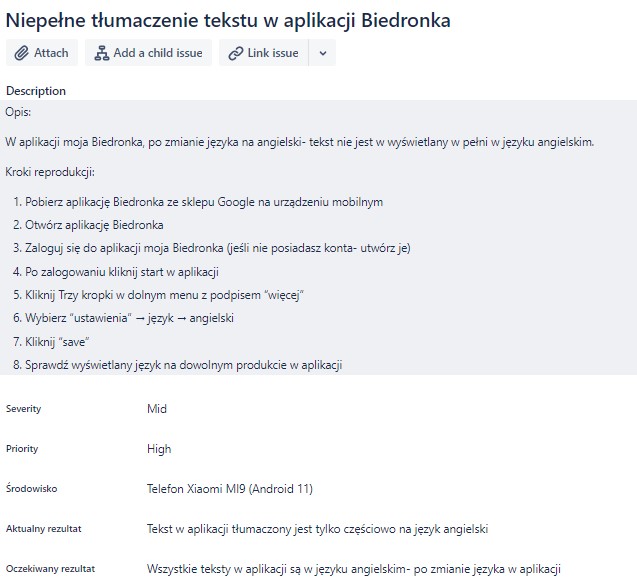 Niepełne tłumaczenie tekstu w aplikacji Biedronka
Attach Add a child issue Link issue
Description
Opis:
W aplikacji moja Biedronka, po zmianie języka na angielski- tekst nie jest w wyświetlany w pełni w języku angielskim.
Kroki reprodukcji:
1. Pobierz aplikację Biedronka ze sklepu Google na urządzeniu mobilnym
2. Otwórz aplikację Biedronka
3. Zaloguj się do aplikacji moja Biedronka (jeśli nie posiadasz konta- utwórz je)
4. Po zalogowaniu kliknij start w aplikacji
5. Kliknij Trzy kropki w dolnym menu z podpisem “więcej”
6. Wybierz “ustawienia” → język → angielski
7. Kliknij “save”
8. Sprawdź wyświetlany język na dowolnym produkcie w aplikacji
Severity Mid
Priority High
Środowisko Telefon Xiaomi MI9 (Android 11)
Aktualny rezultat Tekst w aplikacji tłumaczony jest tylko częściowo na język angielski
Oczekiwany rezultat Wszystkie teksty w aplikacji są w języku angielskim- po zmianie języka w aplikacji